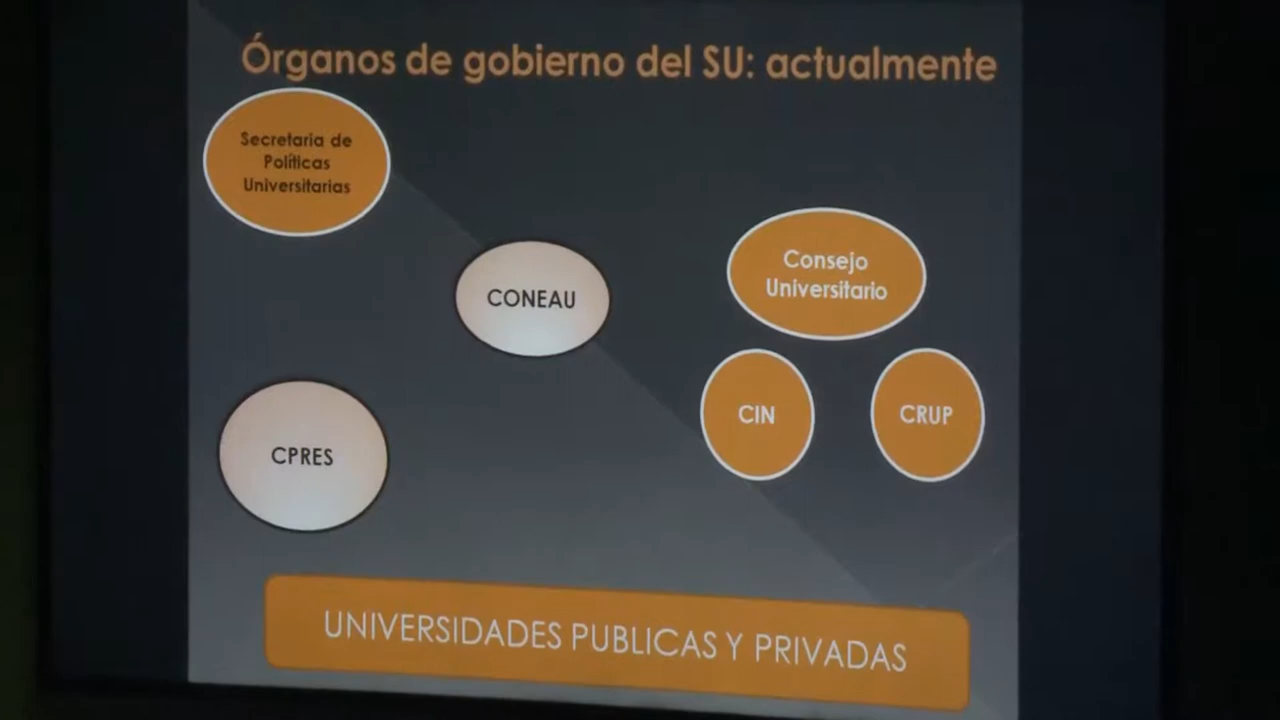 Órganos de gobierno del SU: actualmente
Secretaria de
Políticas
Universitarias
CONEAU
Consejo
Universitario
CIN
CRUP
CPRES
UNIVERSIDADES PUBLICAS Y PRIVADAS